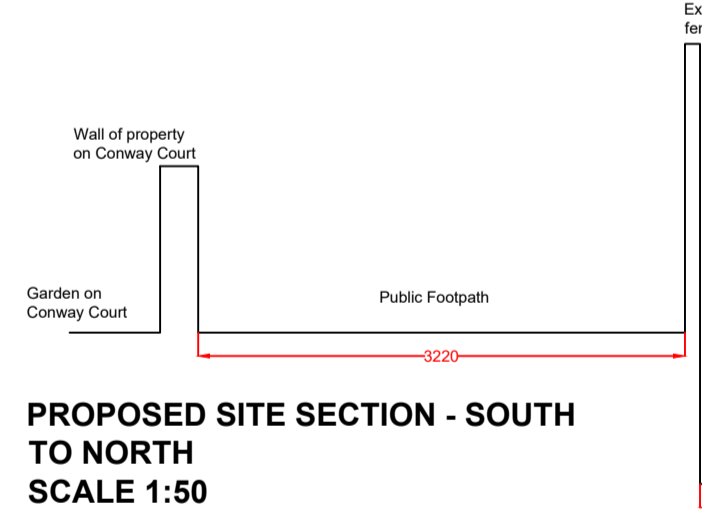 Wall of property
on Conway Court
Garden on
Conway Court
Public Footpath
3220
PROPOSED SITE SECTION - SOUTH
TO NORTH
SCALE 1:50